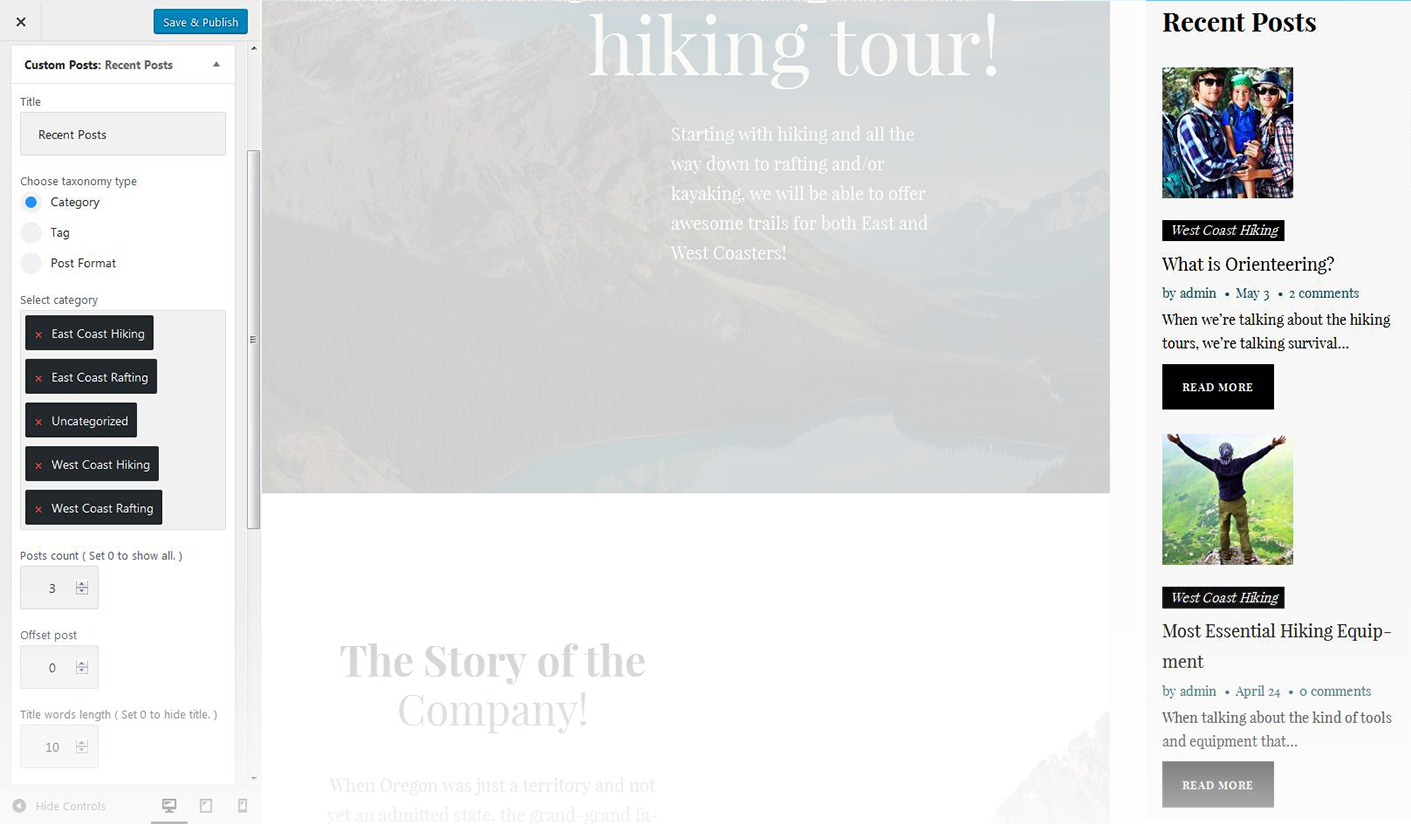 Save & Publish
Custom Posts: Recent Posts
Title
Recent Posts
Choose taxonomy type
Category
Tag
Post Format
Select category
× East Coast Hiking
× East Coast Rafting
× Uncategorized
× West Coast Hiking
× West Coast Rafting
Posts count ( Set 0 to show all. )
3
Offset post
0
Title words length ( Set 0 to hide title. )
10
Hide Controls
hiking tour!
Starting with hiking and all the
way down to rafting and/or
kayaking, we will be able to offer
awesome trails for both East and
West Coasters!
The Story of the
Company!
When Oregon was just a territory and not
yet an admitted state, the grand-grand fa-
Recent Posts
West Coast Hiking
What is Orienteering?
by admin • May 3 • 2 comments
When we’re talking about the hiking
tours, we’re talking survival…
READ MORE
West Coast Hiking
Most Essential Hiking Equip-
ment
by admin • April 24 • 0 comments
When talking about the kind of tools
and equipment that…
READ MORE